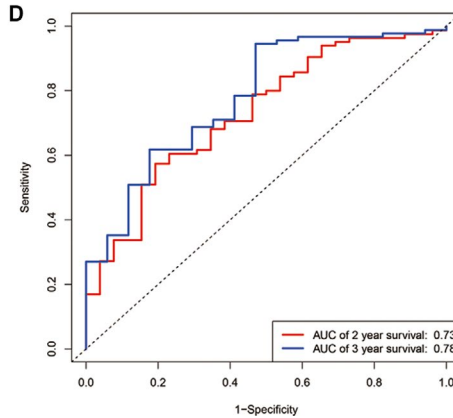 D
1.0
0.8
0.6
0.4
0.2
0.0
Sensitivity
AUC of 2 year survival: 0.73
AUC of 3 year survival: 0.78
0.0 0.2 0.4 0.6 0.8 1.0
1-Specificity